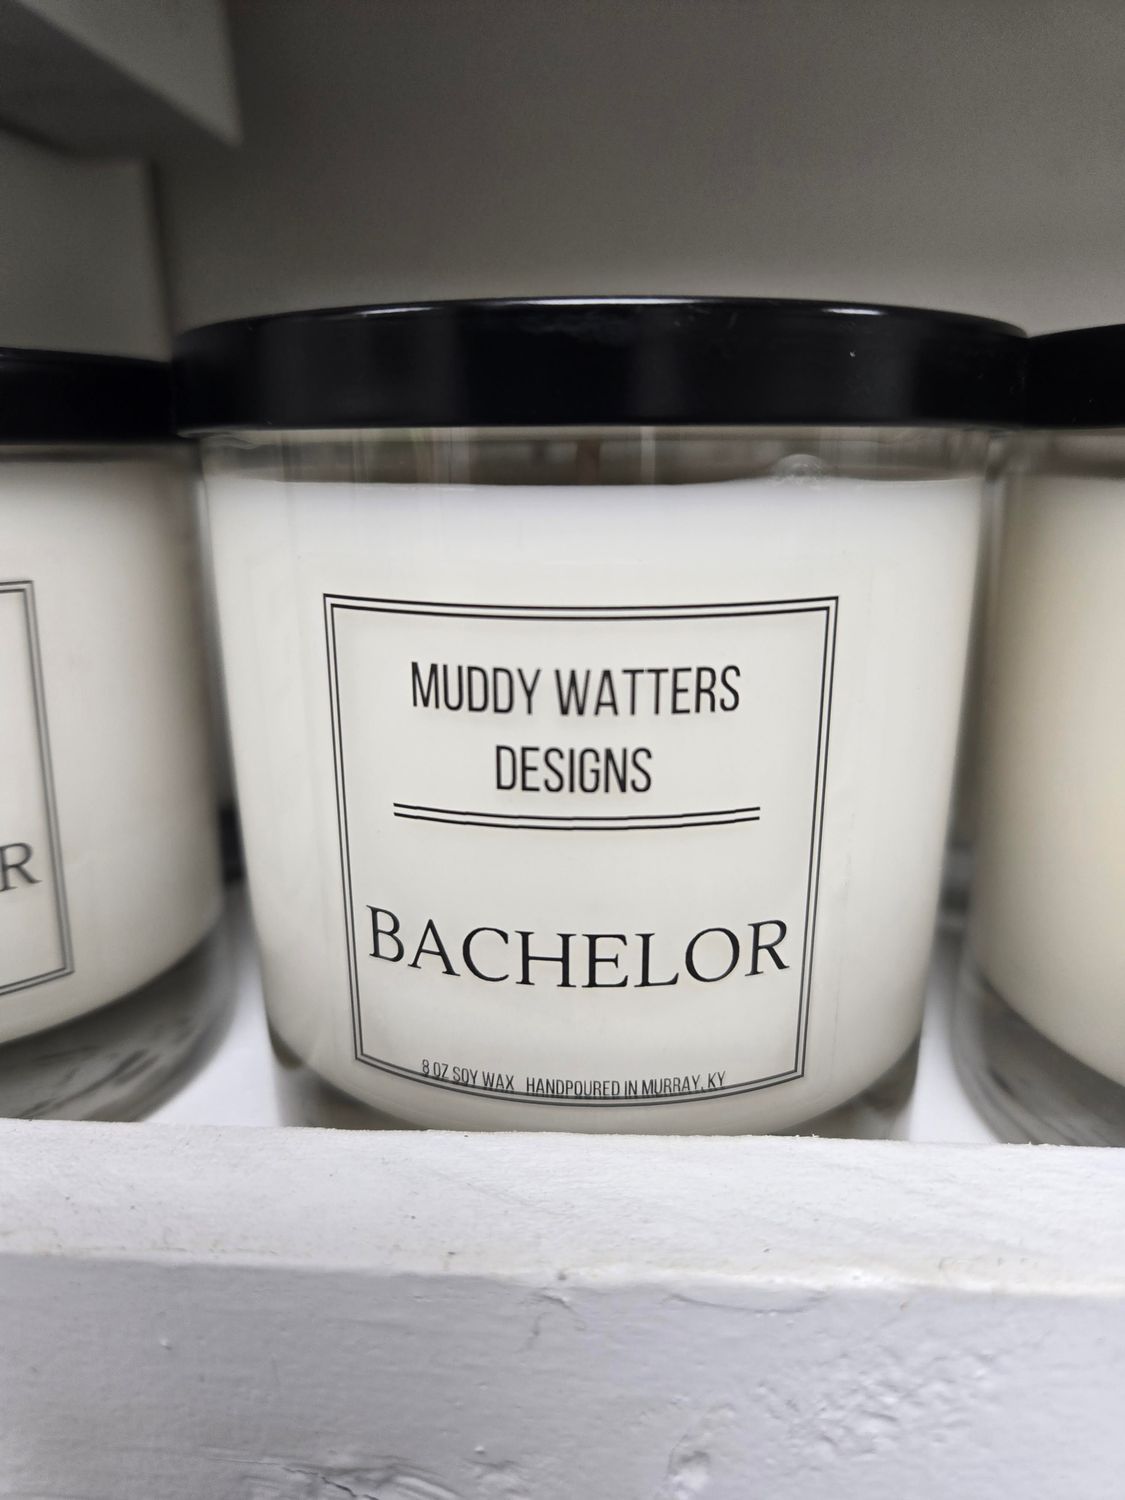 MUDDY WATTERS
DESIGNS
BACHELOR
8 OZ SOY WAX HANDPOURED IN MURRAY, KY
R